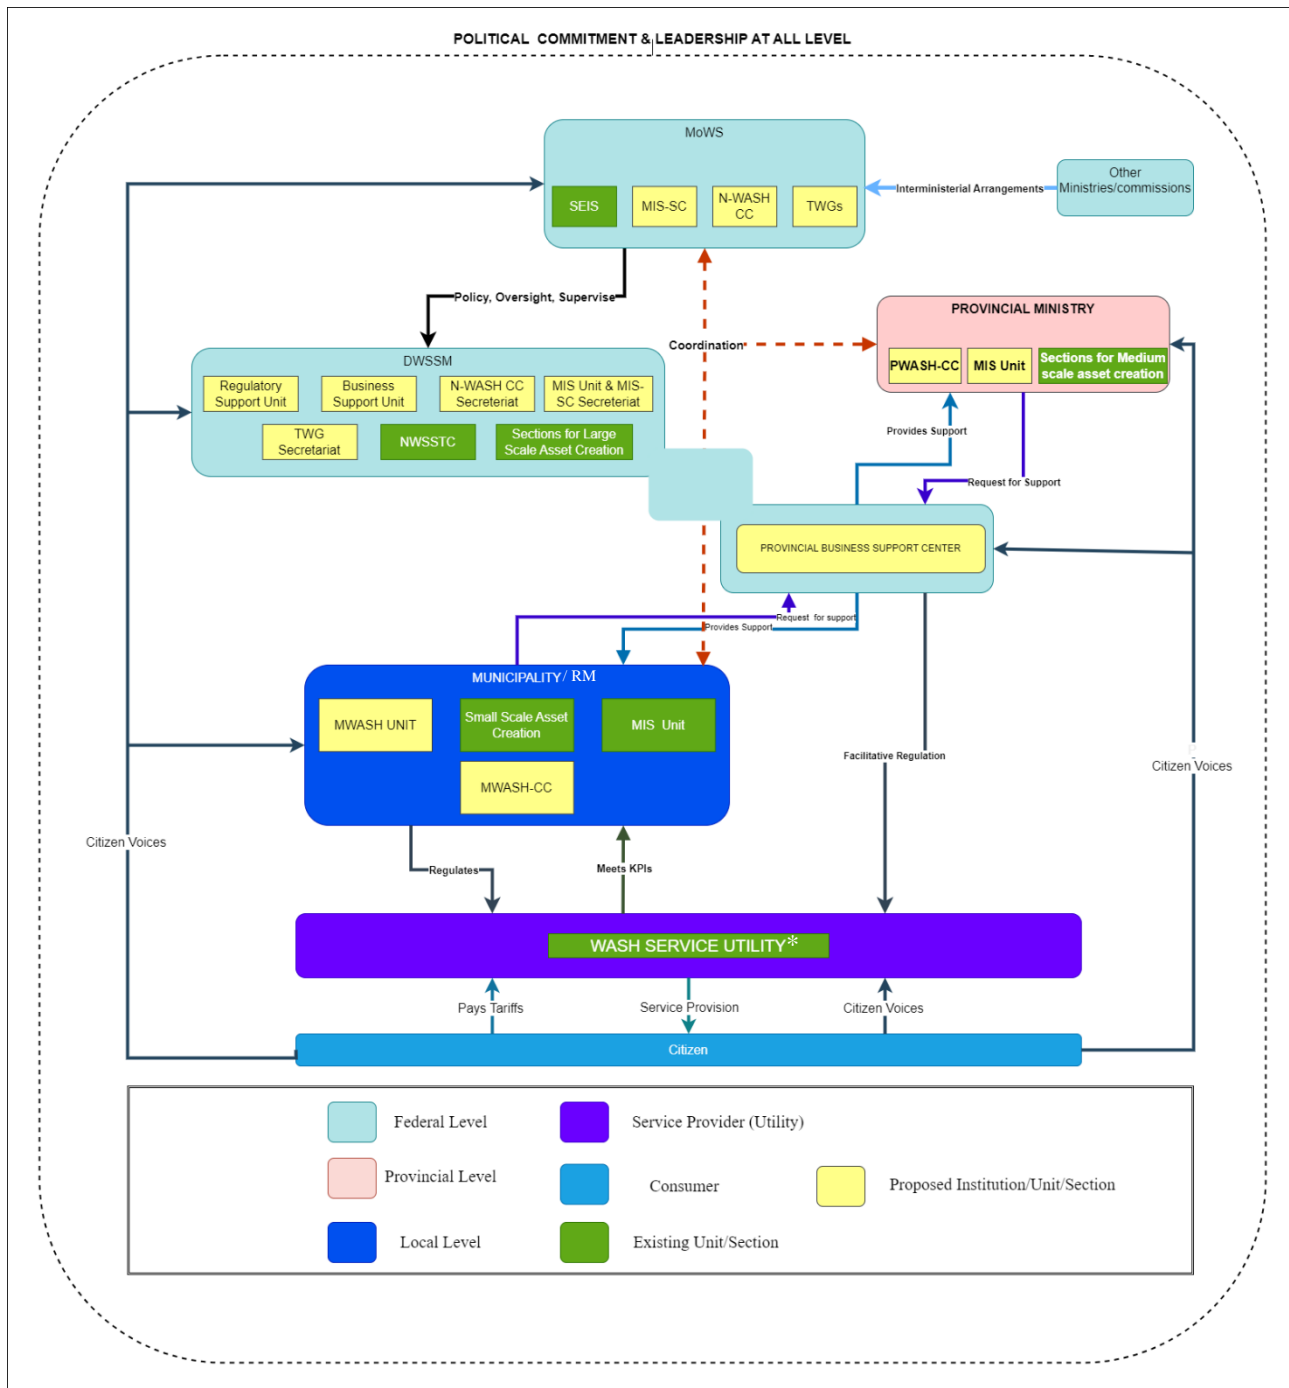 POLITICAL COMMITMENT & LEADERSHIP AT ALL LEVEL
MoWS
SEIS
MIS-SC
N-WASH
CC
TWGs
Interministerial Arrangements
Other
Ministries/commissions
Policy, Oversight, Supervise
PROVINCIAL MINISTRY
PWASH-CC
MIS Unit
Sections for Medium
scale asset creation
Coordination
DWSSM
Regulatory
Support Unit
Business
Support Unit
N-WASH CC
Secreteriat
MIS Unit & MIS-
SC Secreteriat
TWG
Secretariat
NWSSTC
Sections for Large
Scale Asset Creation
Provides Support
Request for Support
PROVINCIAL BUSINESS SUPPORT CENTER
Request for support
Provides Support
MUNICIPALITY/ RM
MWASH UNIT
Small Scale Asset
Creation
MIS Unit
MWASH-CC
Facilitative Regulation
P
Citizen Voices
Citizen Voices
Regulates
Meets KPIs
WASH SERVICE UTILITY*
Pays Tariffs
Service Provision
Citizen Voices
Citizen
Federal Level
Service Provider (Utility)
Provincial Level
Consumer
Proposed Institution/Unit/Section
Local Level
Existing Unit/Section